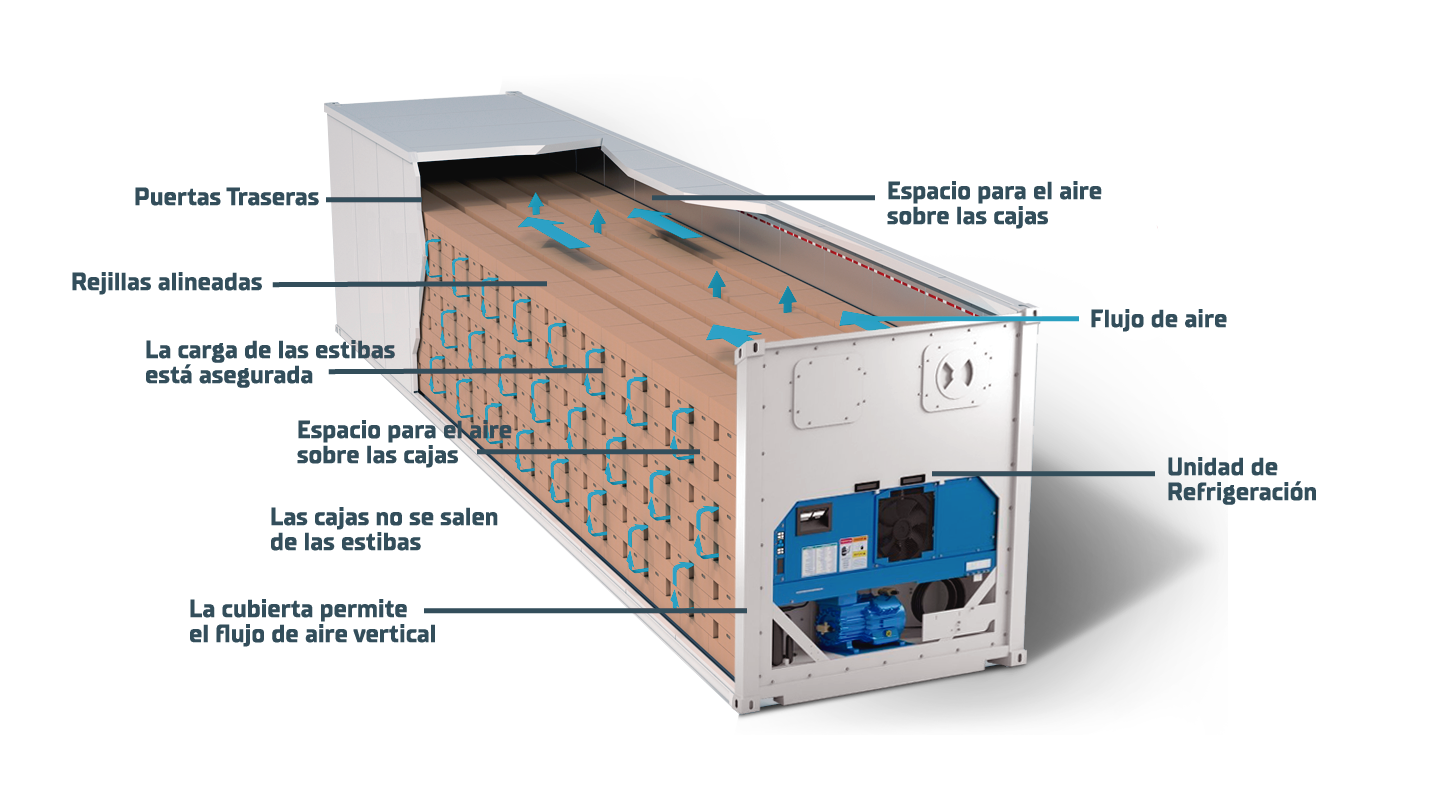 Puertas Traseras
Espacio para el aire
sobre las cajas
Rejillas alineadas
Flujo de aire
La carga de las estibas
está asegurada
Espacio para el aire
sobre las cajas
Unidad de
Refrigeración
Las cajas no se salen
de las estibas
La cubierta permite
el flujo de aire vertical